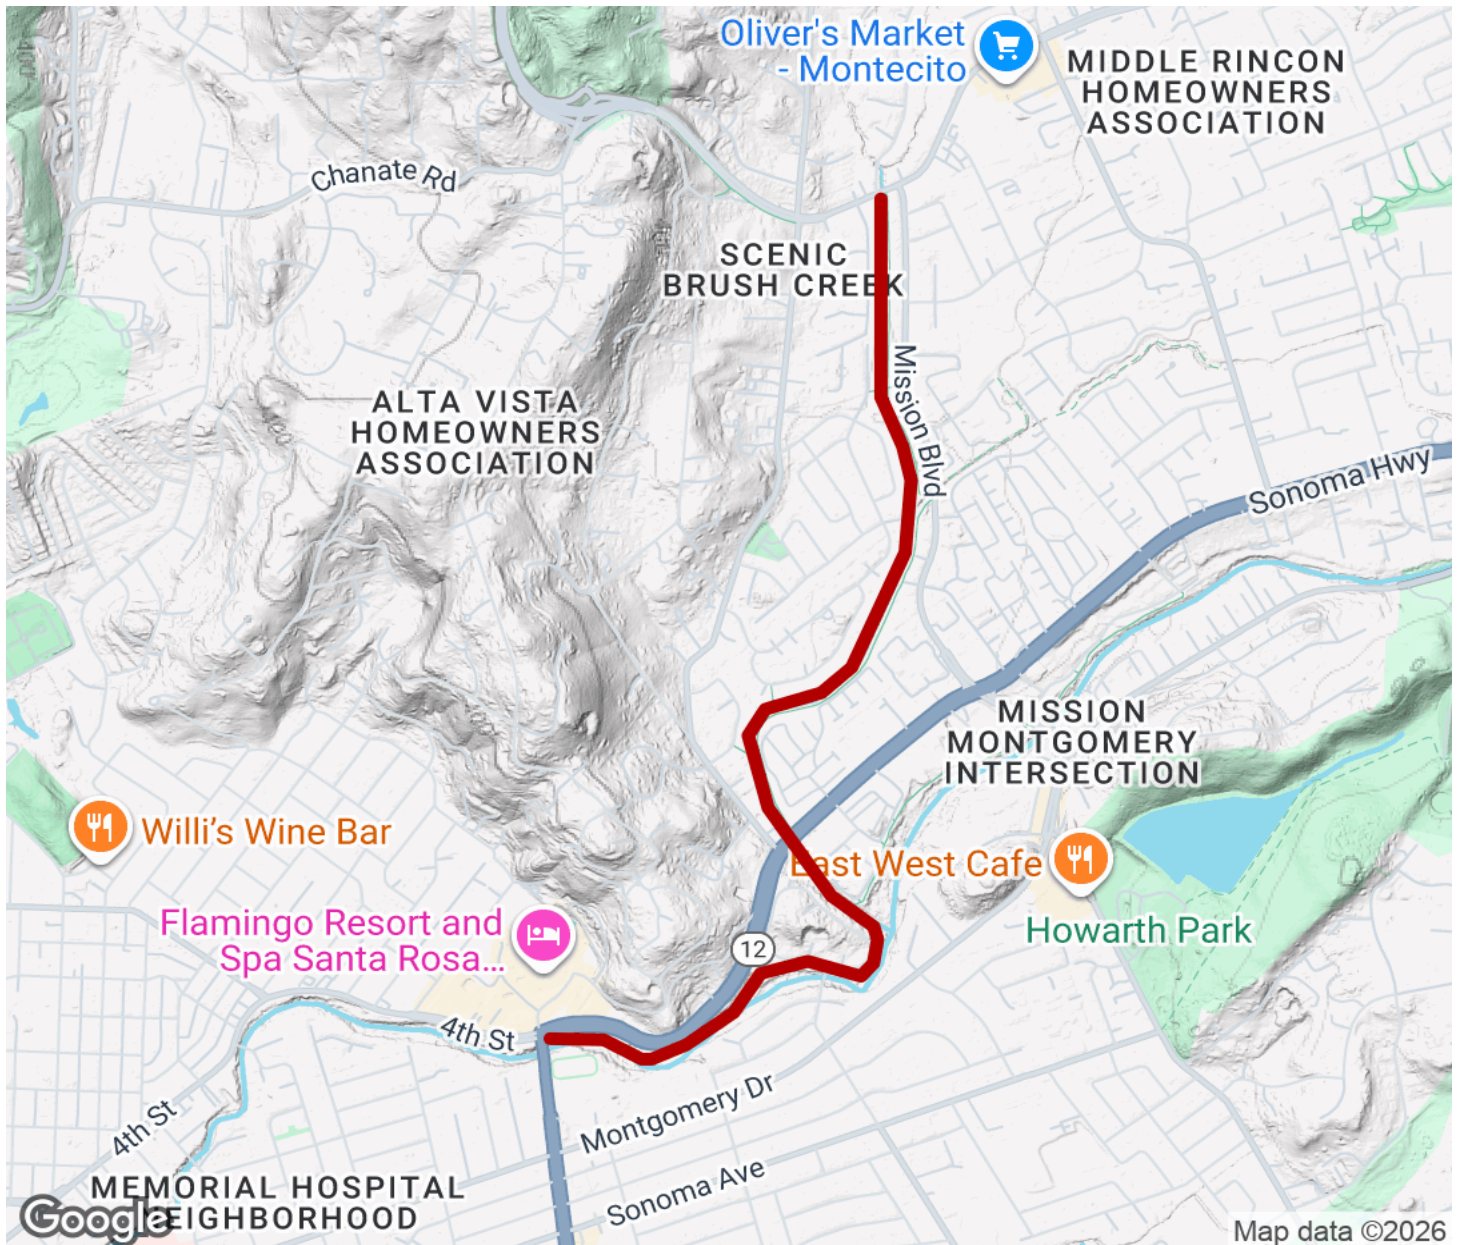 Oliver's Market
- Montecito
MIDDLE RINCON
HOMEOWNERS
ASSOCIATION
Chanate Rd
SCENIC
BRUSH CREEK
Mission Blvd
ALTA VISTA
HOMEOWNERS
ASSOCIATION
Sonoma Hwy
MISSION
MONTGOMERY
INTERSECTION
Willi's Wine Bar
East West Cafe
Flamingo Resort and
Spa Santa Rosa...
12
Howarth Park
4th St
4th St
Montgomery Dr
Sonoma Ave
MEMORIAL HOSPITAL
NEIGHBORHOOD
Google
Map data ©2026